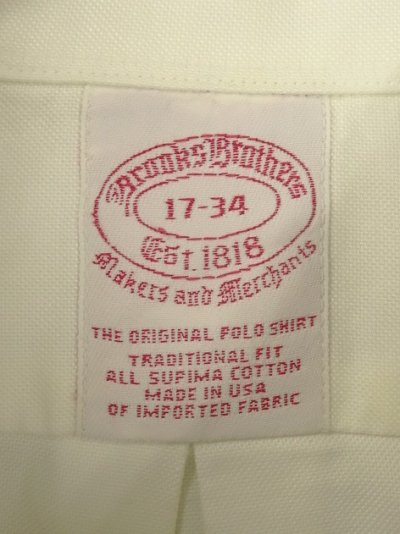 Brooks Brothers
17-34
Est. 1818
Makers and Merchants
THE ORIGINAL POLO SHIRT
TRADITIONAL FIT
ALL SUPIMA COTTON
MADE IN USA
OF IMPORTED FABRIC